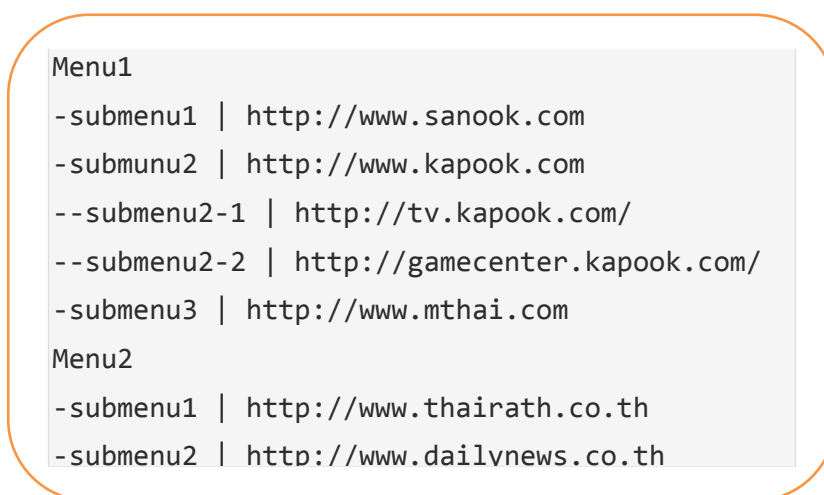 Menu1
-submenu1 | http://www.sanook.com
-submunu2 | http://www.kapook.com
--submenu2-1 | http://tv.kapook.com/
--submenu2-2 | http://gamecenter.kapook.com/
-submenu3 | http://www.mthai.com
Menu2
-submenu1 | http://www.thairath.co.th
-submenu2 | http://www.dailynews.co.th